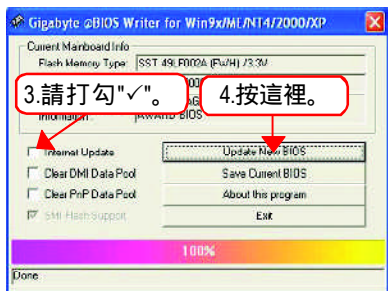 Gigabyte @BIOS Writer for Win9x/ME/NT4/2000/XP
Current Mainboard Info
Flash Memory Type: SST 49LF002A (FW/H) /3.3V
3.請打勾"✓"。
4.按這裡。
Information : AWARD BIOS
Internet Update
Update New BIOS
Clear DMI Data Pool
Save Current BIOS
Clear PnP Data Pool
About this program
SMI Flash Support
Exit
100%
Done